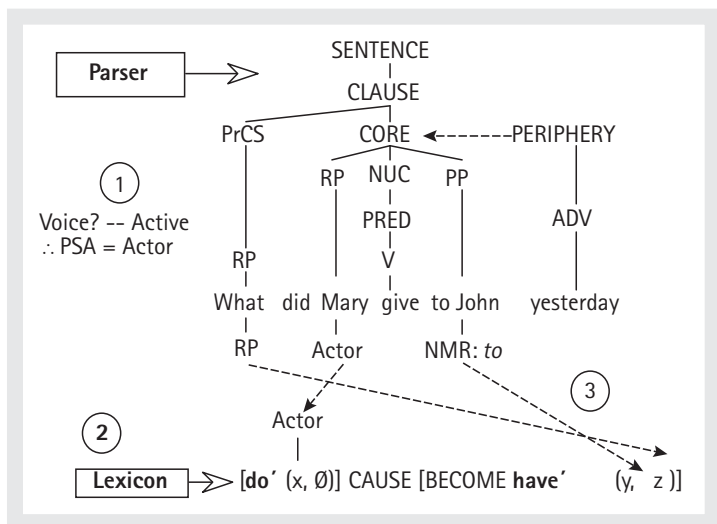 SENTENCE
Parser
CLAUSE
PrCS CORE PERIPHERY
RP NUC PP
1
Voice? -- Active
PRED ADV
∴ PSA = Actor
RP V
What did Mary give to John yesterday
RP Actor NMR: to
3
2 Actor
Lexicon [do´ (x, Ø)] CAUSE [BECOME have´ (y, z )]